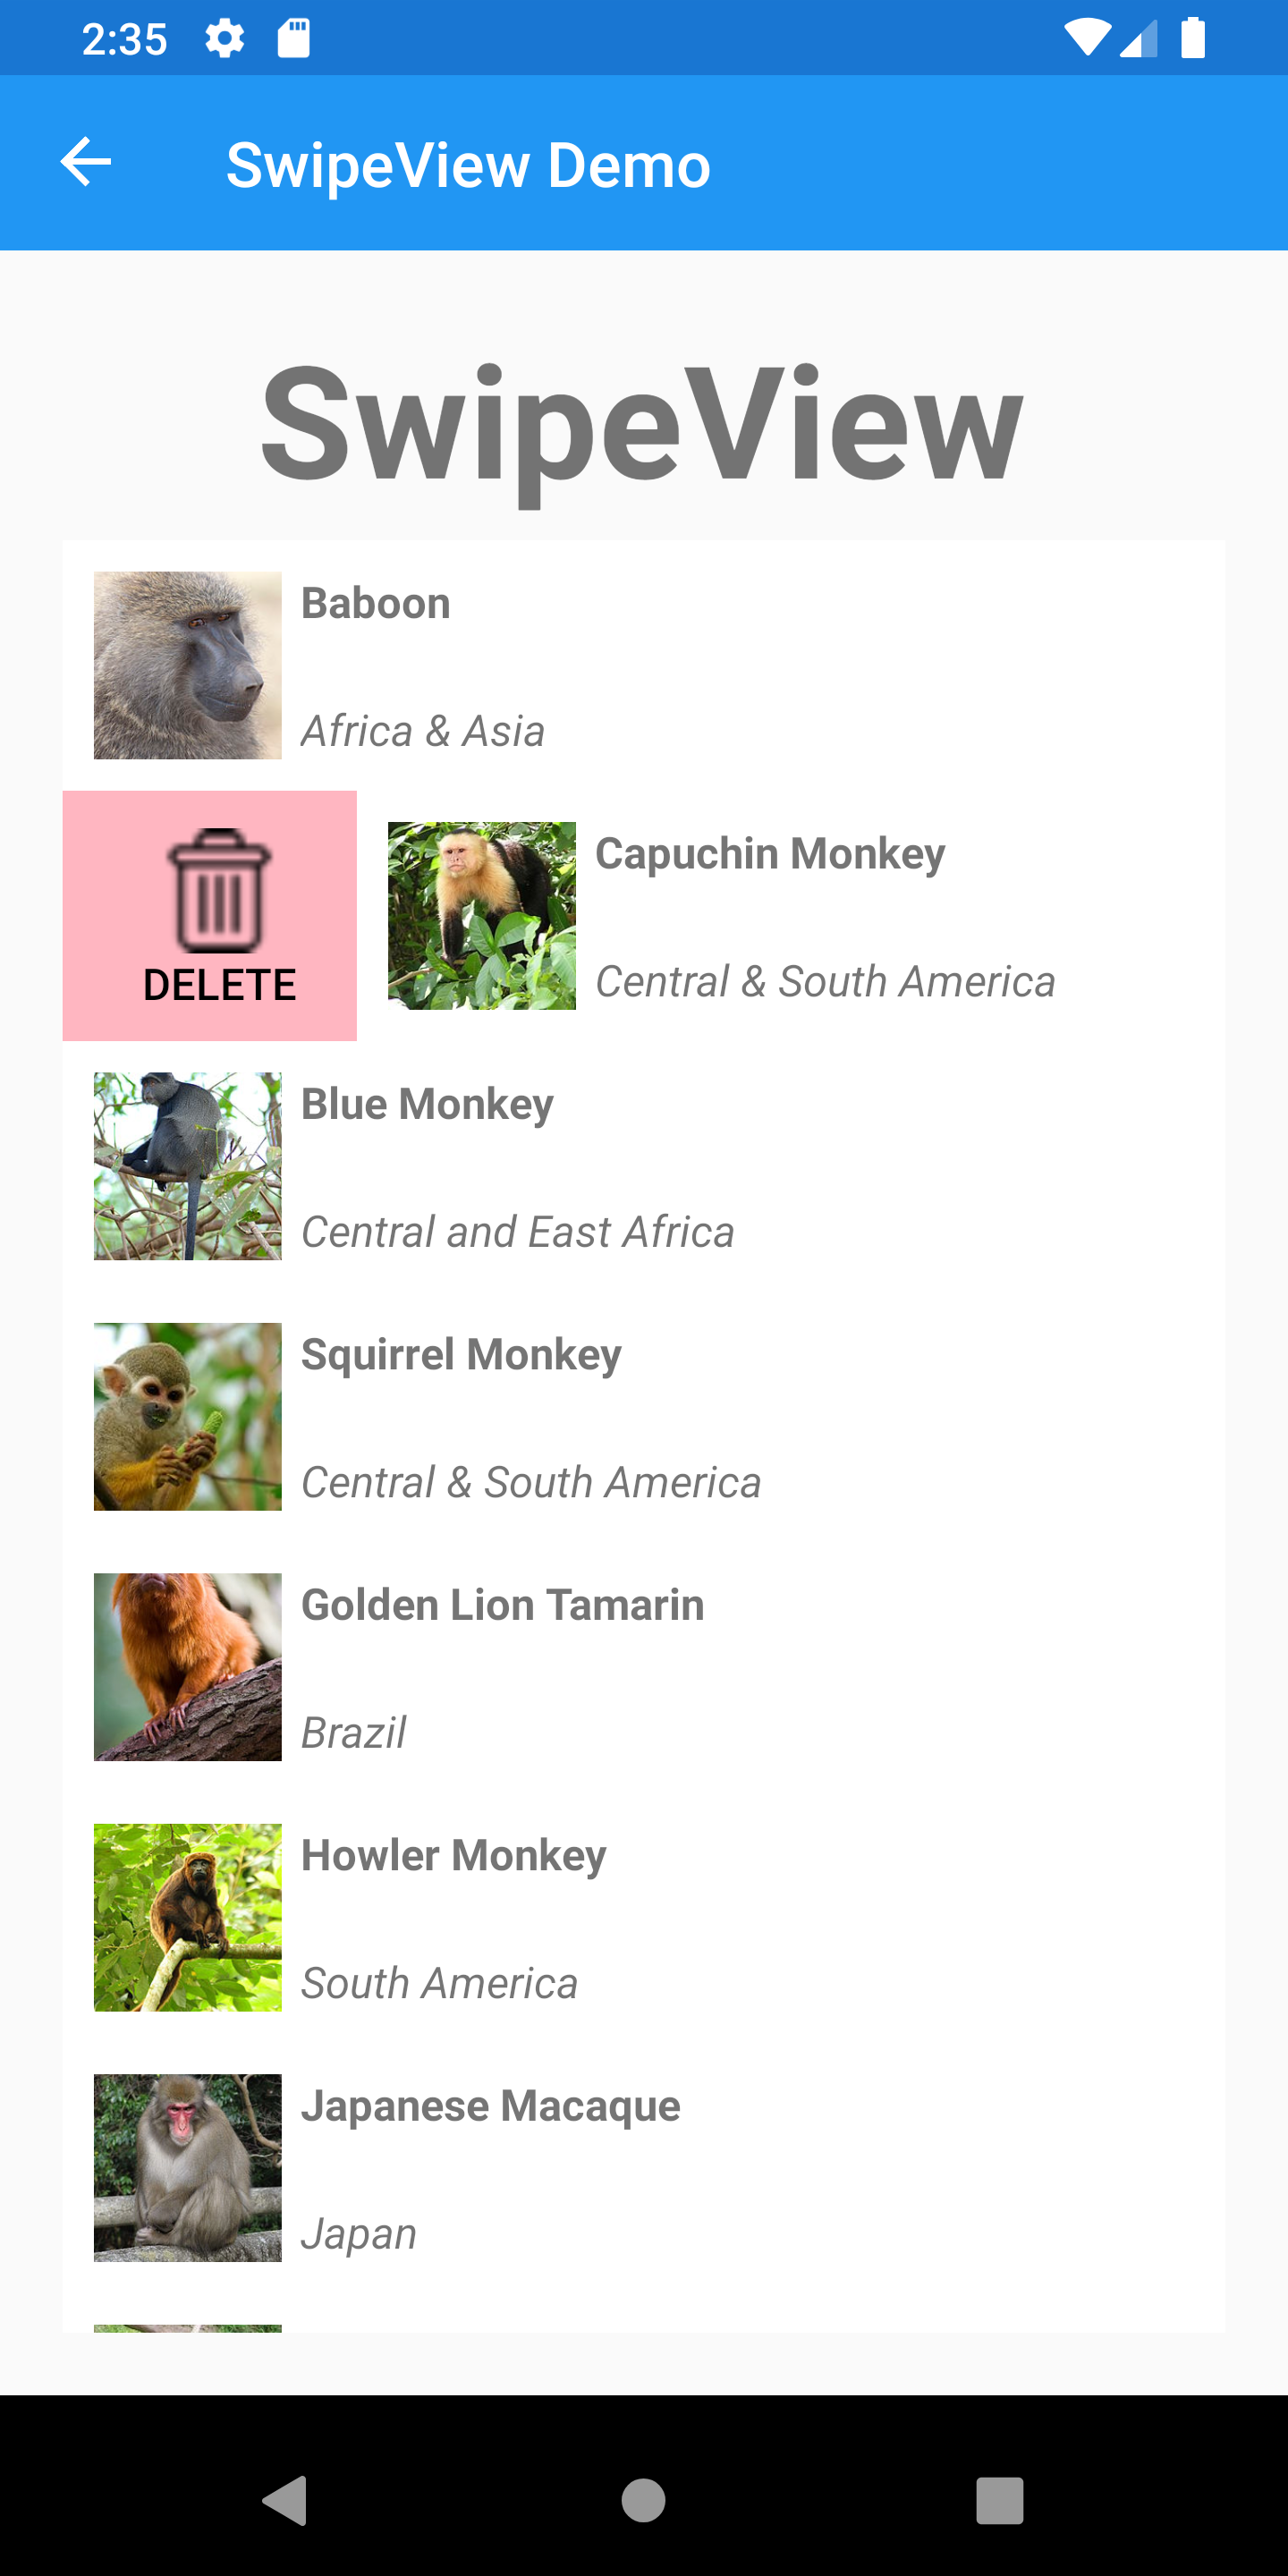 2:35
SwipeView Demo
SwipeView
Baboon
Africa & Asia
DELETE
Capuchin Monkey
Central & South America
Blue Monkey
Central and East Africa
Squirrel Monkey
Central & South America
Golden Lion Tamarin
Brazil
Howler Monkey
South America
Japanese Macaque
Japan